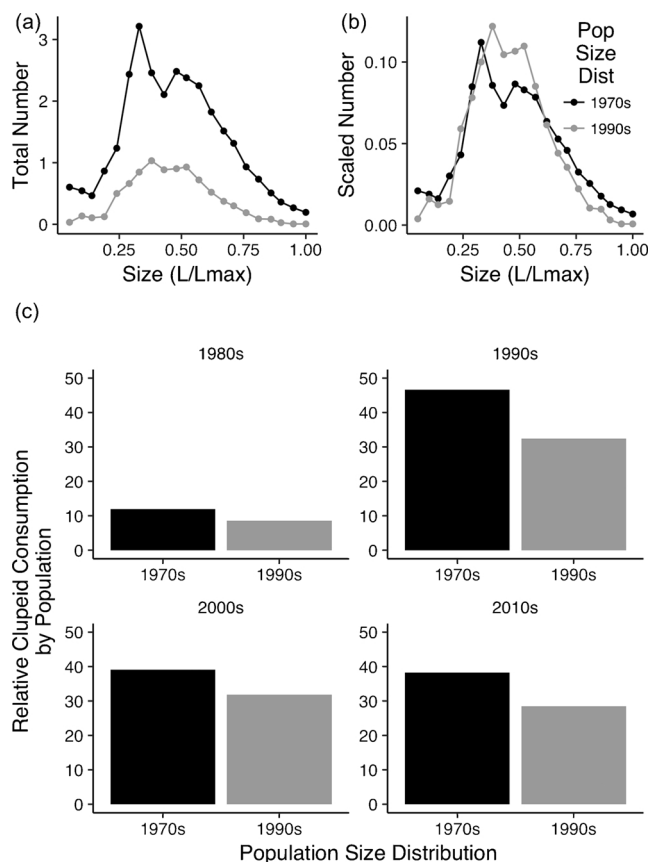 (a)
Total Number
3
2
1
0
0.25 0.50 0.75 1.00
Size (L/Lmax)
(b)
Scaled Number
0.10
0.05
0.00
0.25 0.50 0.75 1.00
Size (L/Lmax)
Pop
Size
Dist
1970s
1990s
(c)
Relative Clupeid Consumption
by Population
1980s
50
40
30
20
10
0
1970s 1990s
1990s
50
40
30
20
10
0
1970s 1990s
2000s
50
40
30
20
10
0
1970s 1990s
2010s
50
40
30
20
10
0
1970s 1990s
Population Size Distribution